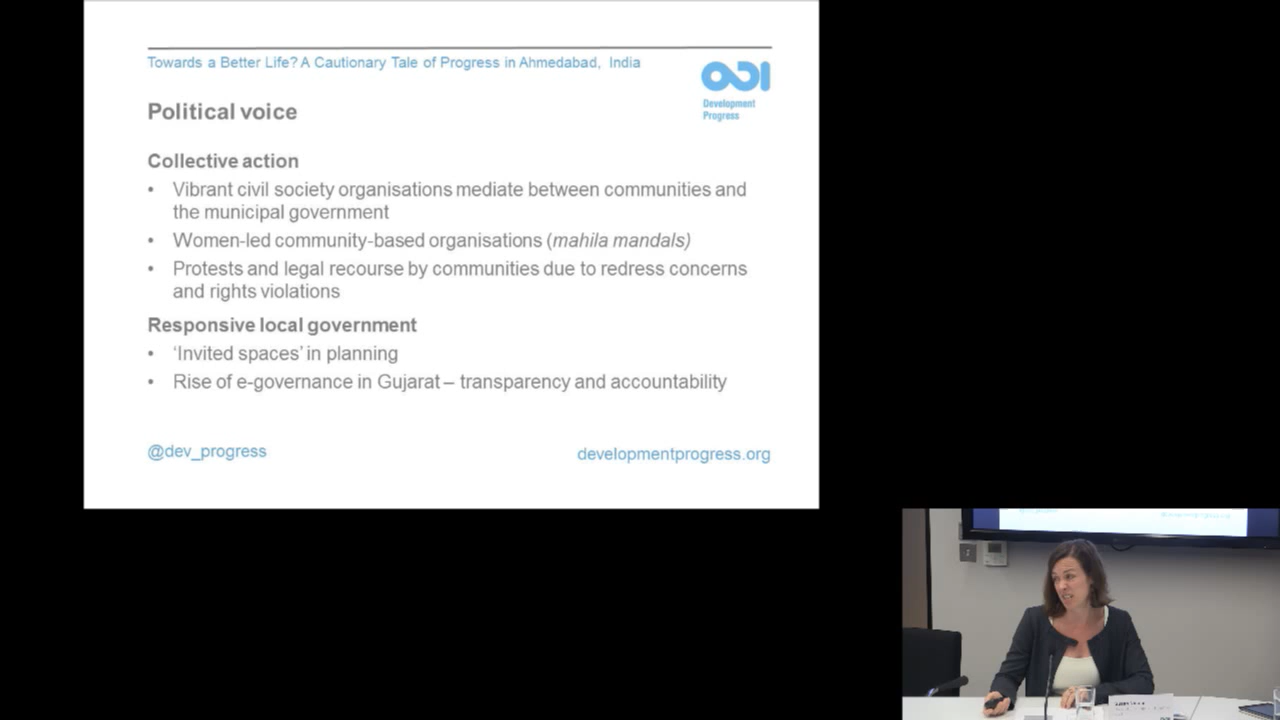 Towards a Better Life? A Cautionary Tale of Progress in Ahmedabad, India
ODI
Development
Progress
Political voice
Collective action
• Vibrant civil society organisations mediate between communities and
the municipal government
• Women-led community-based organisations (mahila mandals)
• Protests and legal recourse by communities due to redress concerns
and rights violations
Responsive local government
• ‘Invited spaces’ in planning
• Rise of e-governance in Gujarat – transparency and accountability
@dev_progress
developmentprogress.org